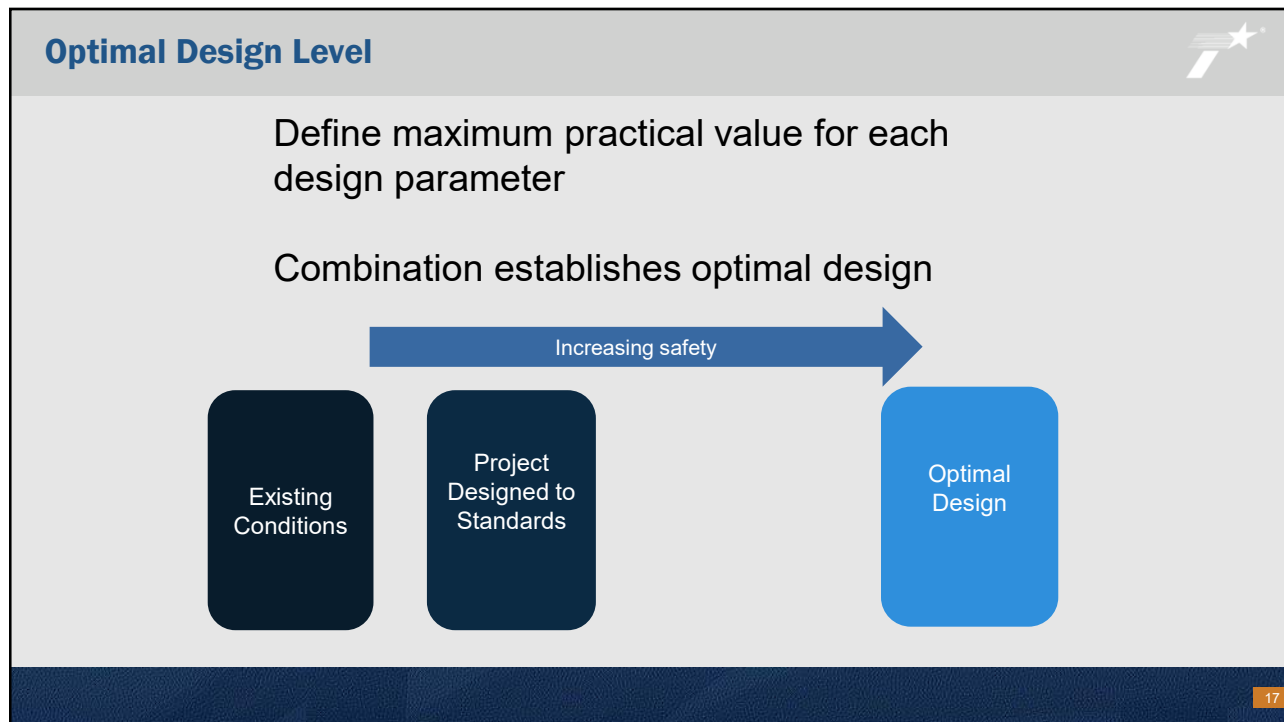 Optimal Design Level
Define maximum practical value for each
design parameter
Combination establishes optimal design
Increasing safety
Existing
Conditions
Project
Designed to
Standards
Optimal
Design
17